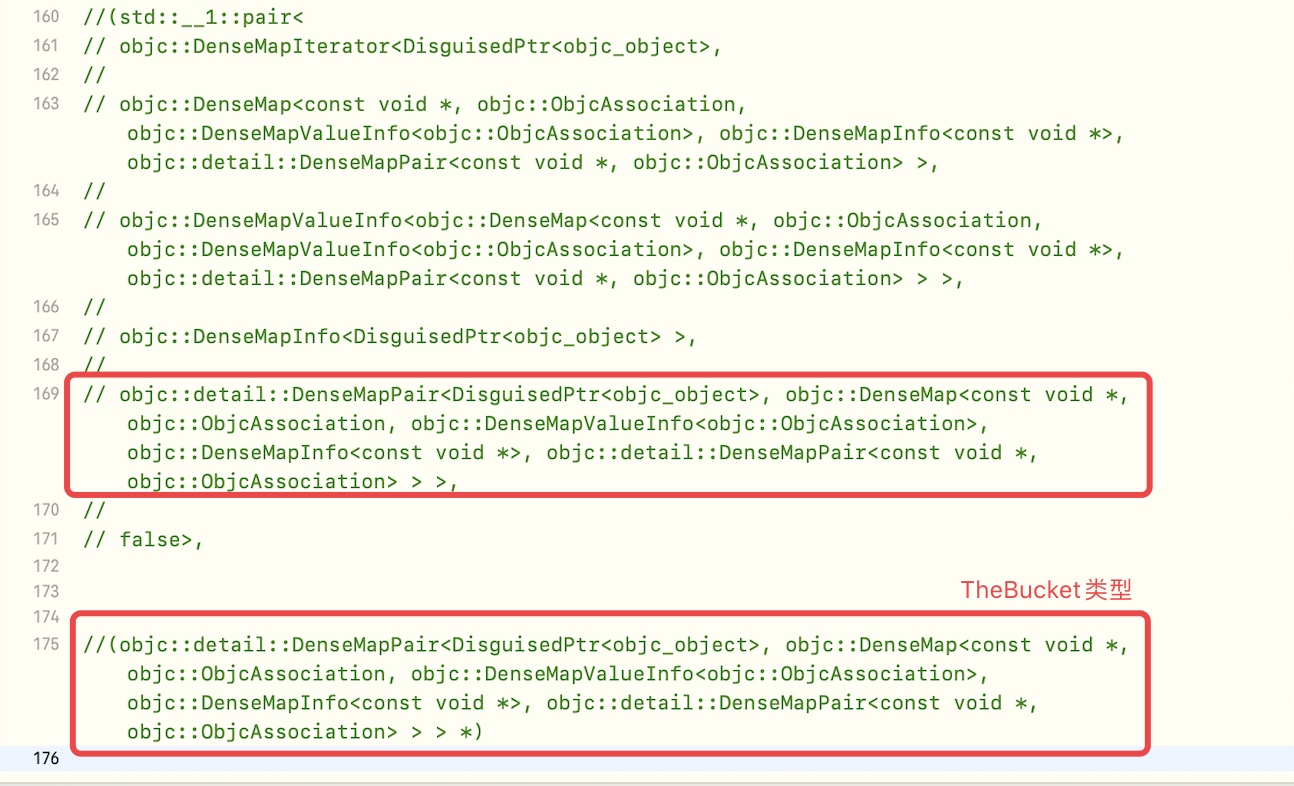 160 //(std::__1::pair<
161 // objc::DenseMapIterator<DisguisedPtr<objc_object>,
162 //
163 // objc::DenseMap<const void *, objc::ObjcAssociation,
objc::DenseMapValueInfo<objc::ObjcAssociation>, objc::DenseMapInfo<const void *>,
objc::detail::DenseMapPair<const void *, objc::ObjcAssociation> >,
164 //
165 // objc::DenseMapValueInfo<objc::DenseMap<const void *, objc::ObjcAssociation,
objc::DenseMapValueInfo<objc::ObjcAssociation>, objc::DenseMapInfo<const void *>,
objc::detail::DenseMapPair<const void *, objc::ObjcAssociation> > >,
166 //
167 // objc::DenseMapInfo<DisguisedPtr<objc_object> >,
168 //
169 // objc::detail::DenseMapPair<DisguisedPtr<objc_object>, objc::DenseMap<const void *,
objc::ObjcAssociation, objc::DenseMapValueInfo<objc::ObjcAssociation>,
objc::DenseMapInfo<const void *>, objc::detail::DenseMapPair<const void *,
objc::ObjcAssociation> > >,
170 //
171 // false>,
172
173
TheBucket类型
174
175 //(objc::detail::DenseMapPair<DisguisedPtr<objc_object>, objc::DenseMap<const void *,
objc::ObjcAssociation, objc::DenseMapValueInfo<objc::ObjcAssociation>,
objc::DenseMapInfo<const void *>, objc::detail::DenseMapPair<const void *,
objc::ObjcAssociation> > > *)
176